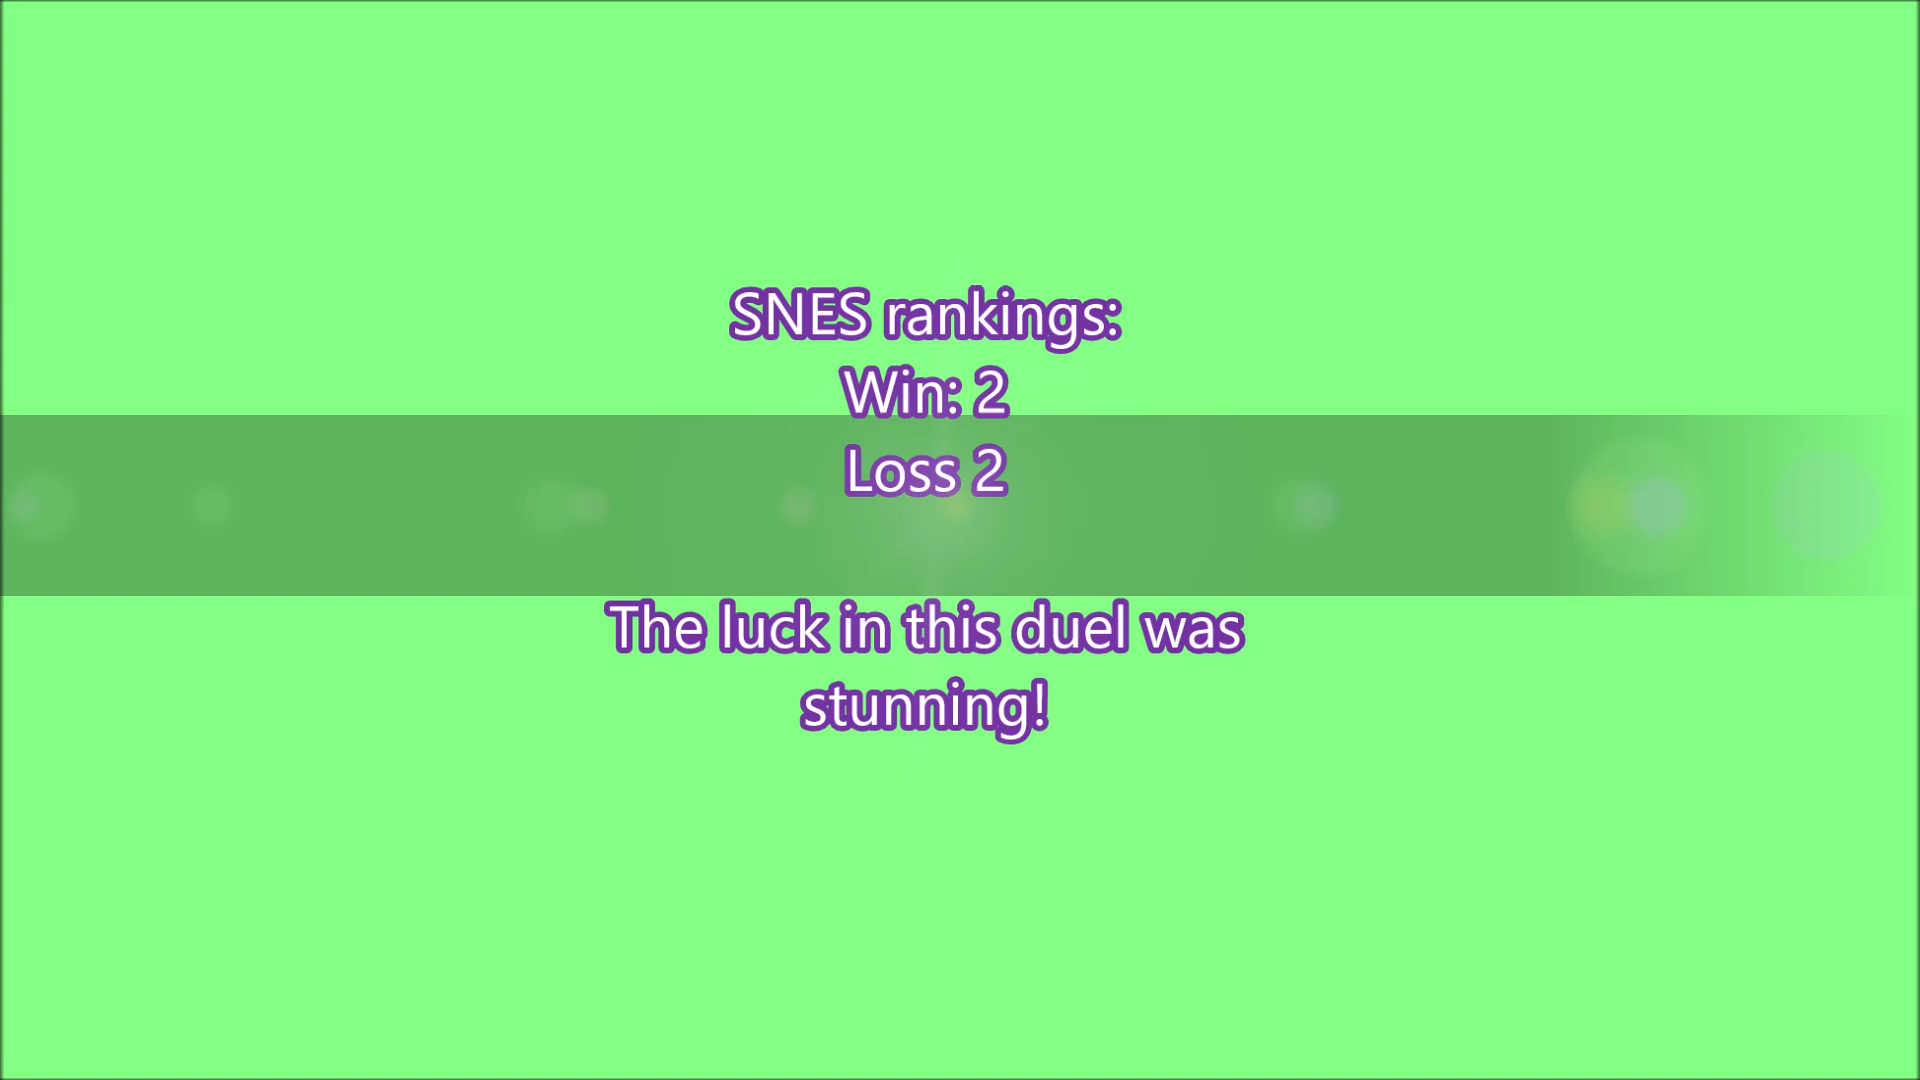 SNES rankings:
Win: 2
Loss 2
The luck in this duel was
stunning!